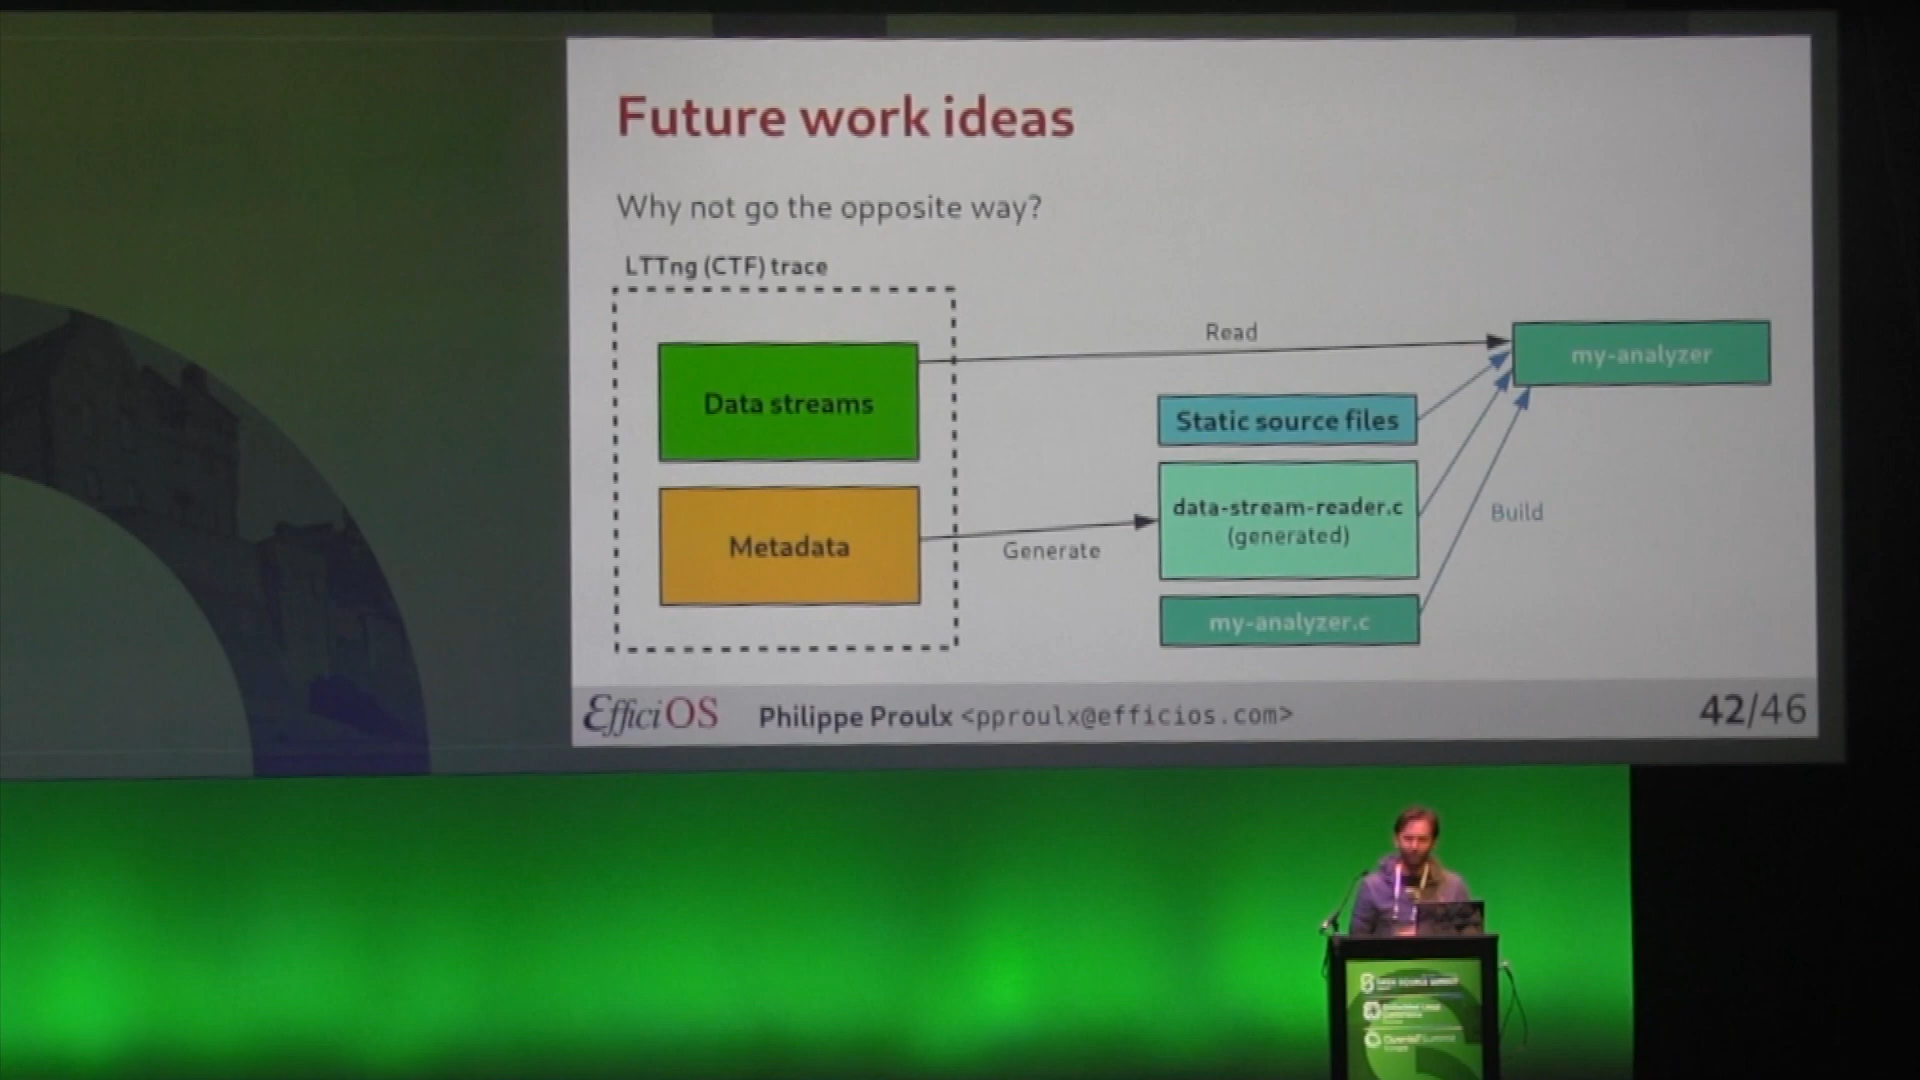 Future work ideas
Why not go the opposite way?
LTTng (CTF) trace
Read
my-analyzer
Data streams
Static source files
data-stream-reader.c
(generated)
Build
Metadata
Generate
my-analyzer.c
EfficiOS
Philippe Proulx <pproulx@efficios.com>
42/46